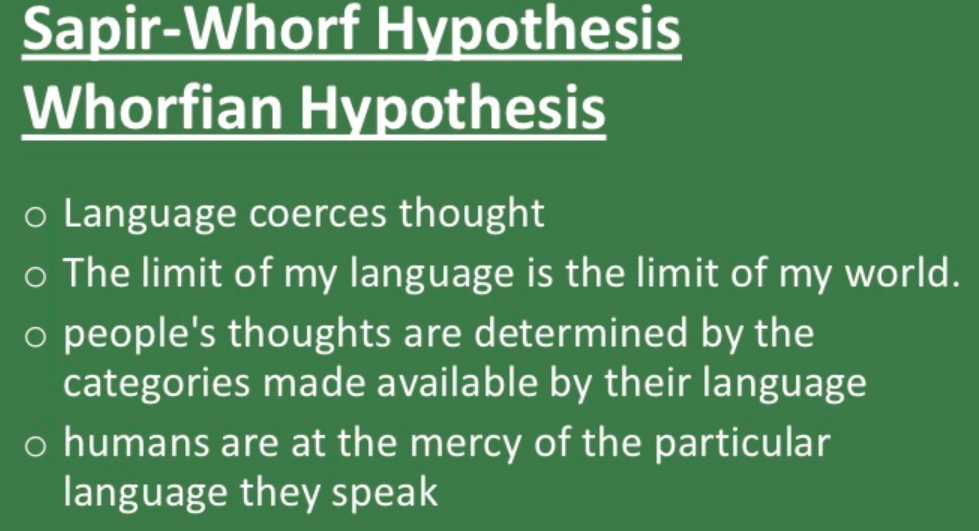 Sapir-Whorf Hypothesis
Whorfian Hypothesis
o Language coerces thought
o The limit of my language is the limit of my world.
o people's thoughts are determined by the
categories made available by their language
o humans are at the mercy of the particular
language they speak